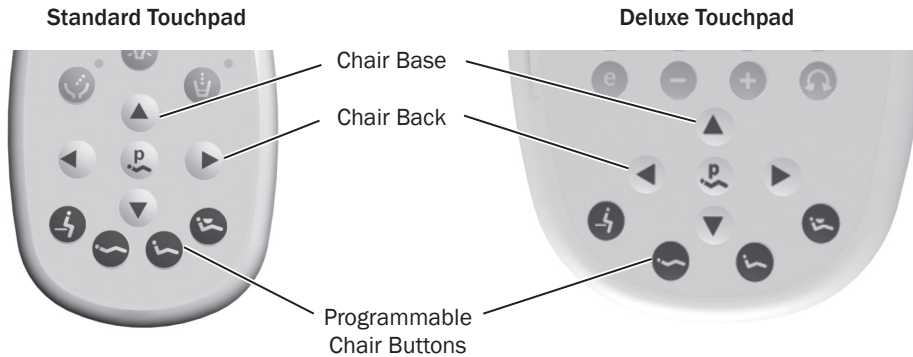 Standard Touchpad
Deluxe Touchpad
Chair Base
Chair Back
e
p
p
Programmable
Chair Buttons